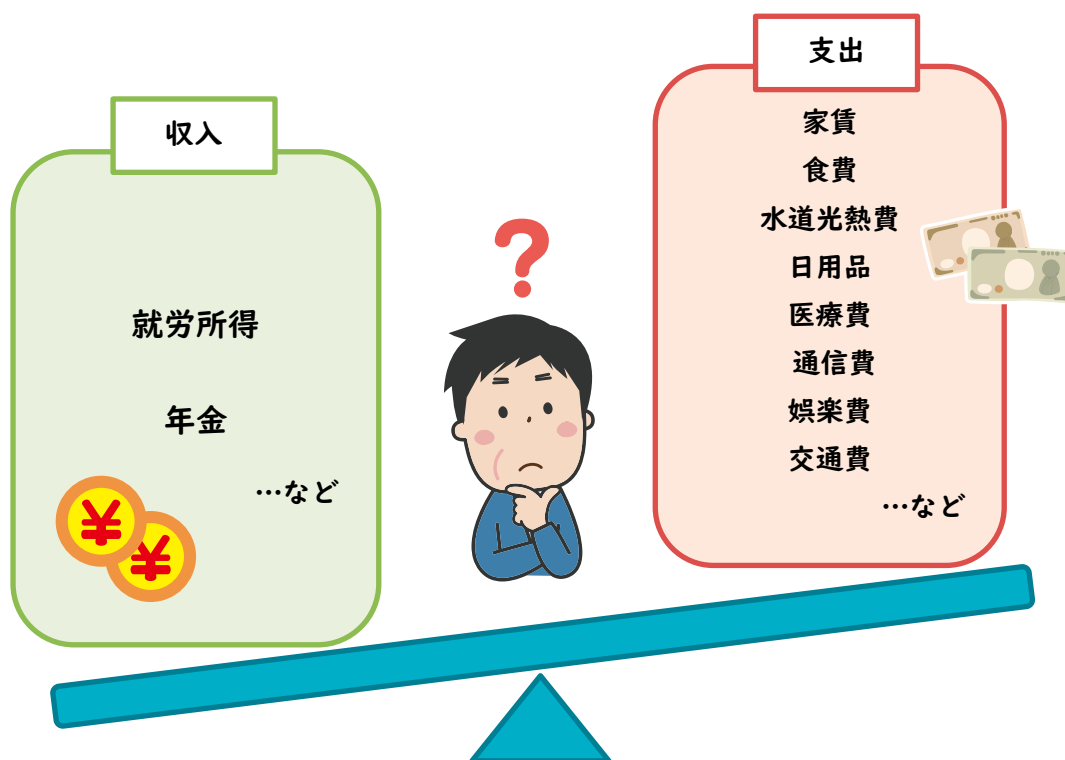 収入
就労所得
年金
…など
¥
¥
?
支出
家賃
食費
水道光熱費
日用品
医療費
通信費
娯楽費
交通費
…など